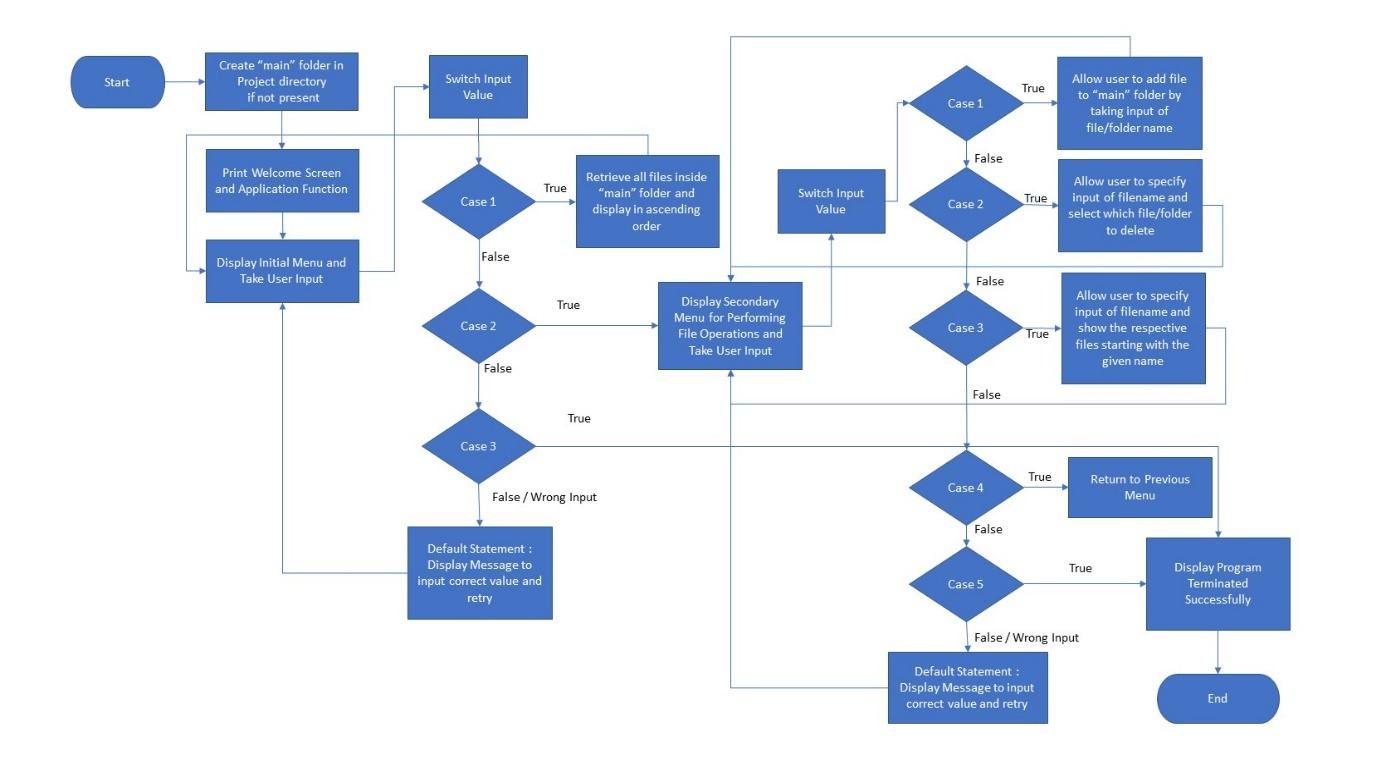 Start
Create “main” folder in
Project directory
if not present
Print Welcome Screen
and Application Function
Display Initial Menu and
Take User Input
Switch Input
Value
Case 1
True
Retrieve all files inside
“main” folder and
display in ascending
order
False
Case 2
True
False
Case 3
True
False / Wrong Input
Default Statement :
Display Message to
input correct value and
retry
Display Secondary
Menu for Performing
File Operations and
Take User Input
Switch Input
Value
Case 1
True
Allow user to add file
to “main” folder by
taking input of
file/folder name
False
Case 2
True
Allow user to specify
input of filename and
select which file/folder
to delete
False
Case 3
True
Allow user to specify
input of filename and
show the respective
files starting with the
given name
False
Case 4
True
Return to Previous
Menu
False
Case 5
True
Display Program
Terminated
Successfully
False / Wrong Input
Default Statement :
Display Message to input
correct value and retry
End